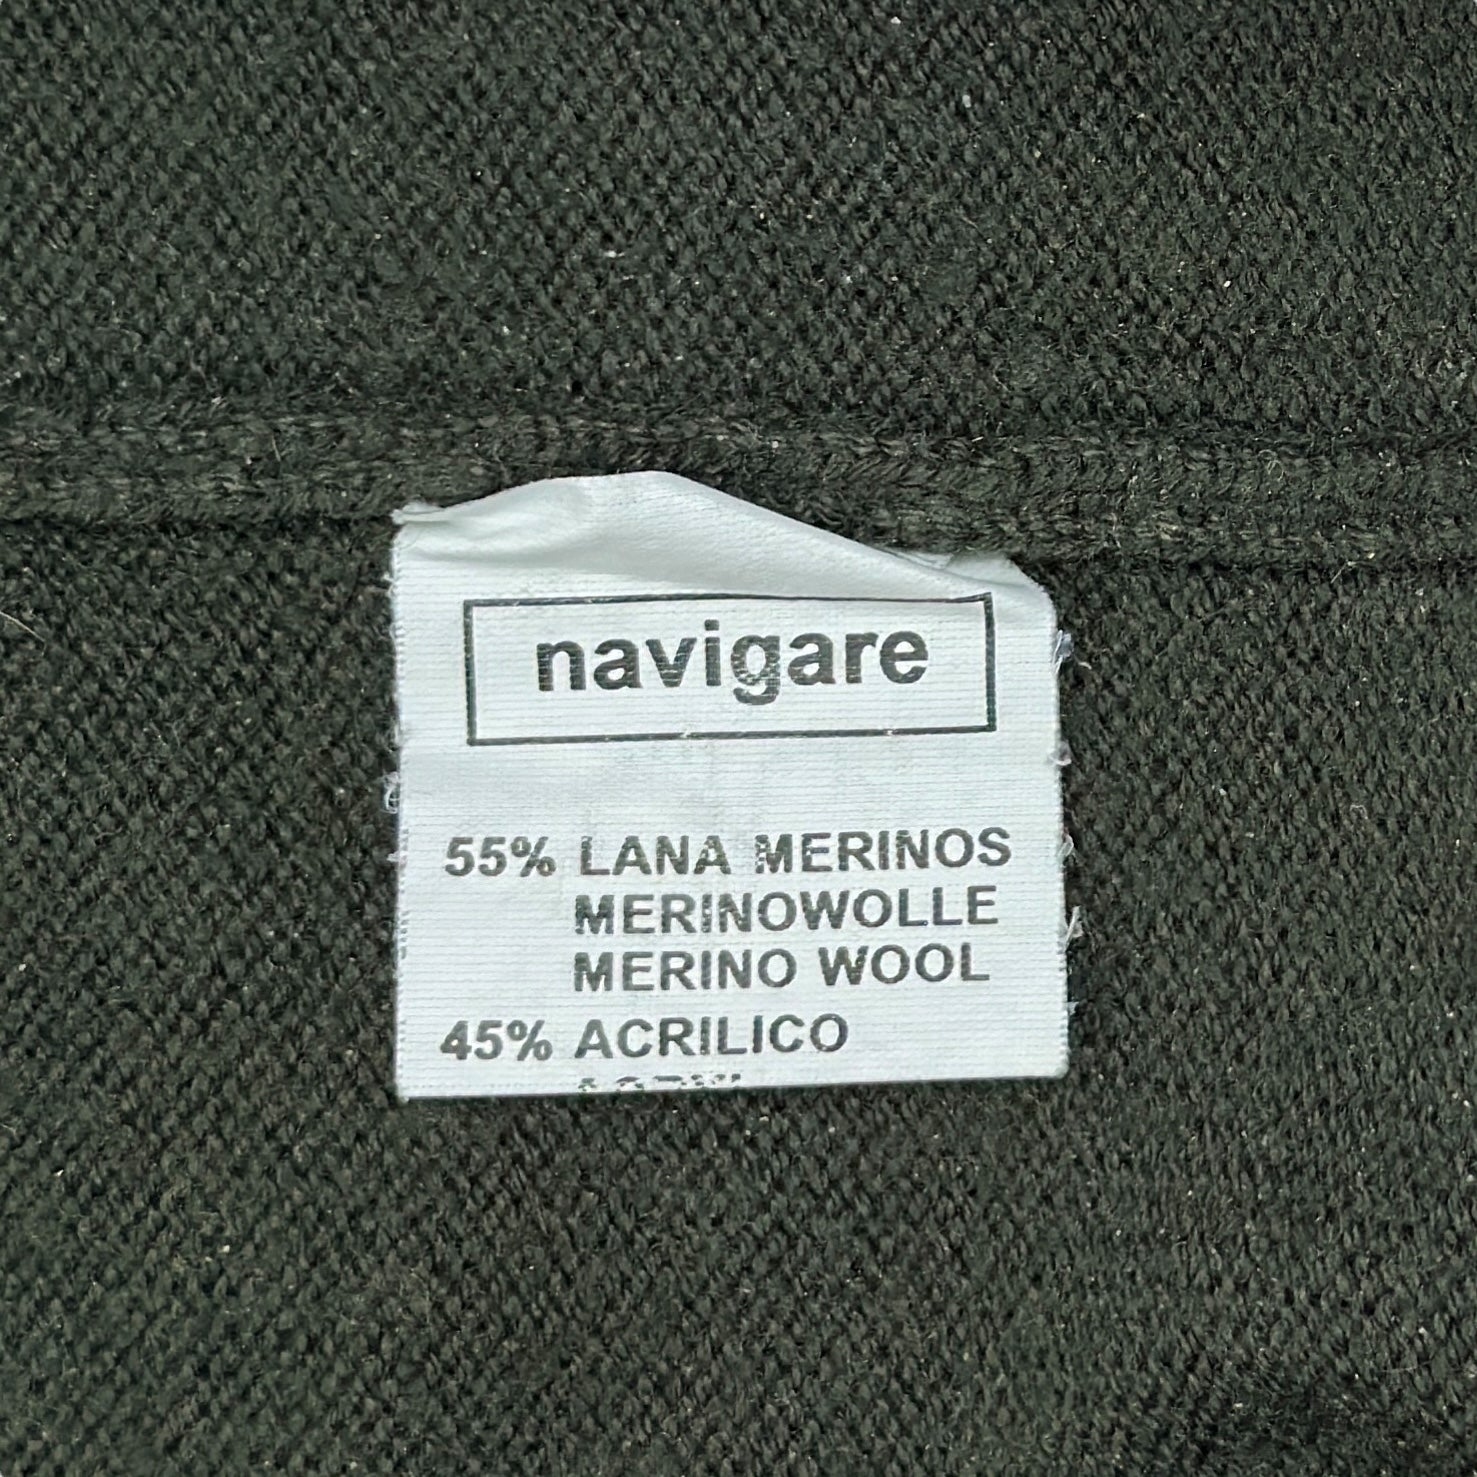 navigare
55% LANA MERINOS
MERINOWOLLE
MERINO WOOL
45% ACRILICO